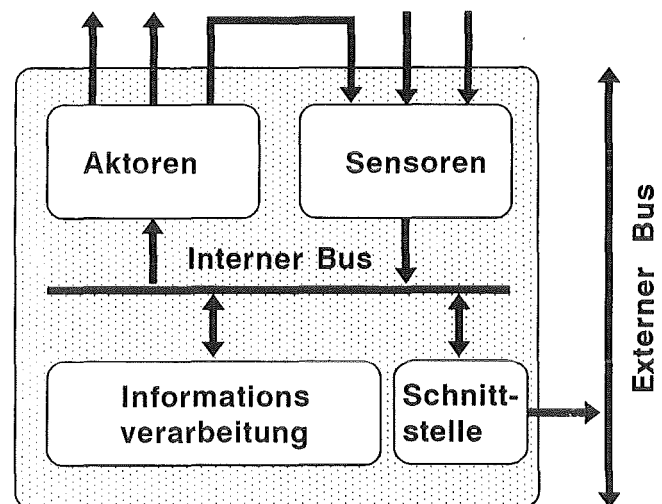 Aktoren
Sensoren
Interner Bus
Informations
verarbeitung
Schnitt-
stelle
Externer Bus